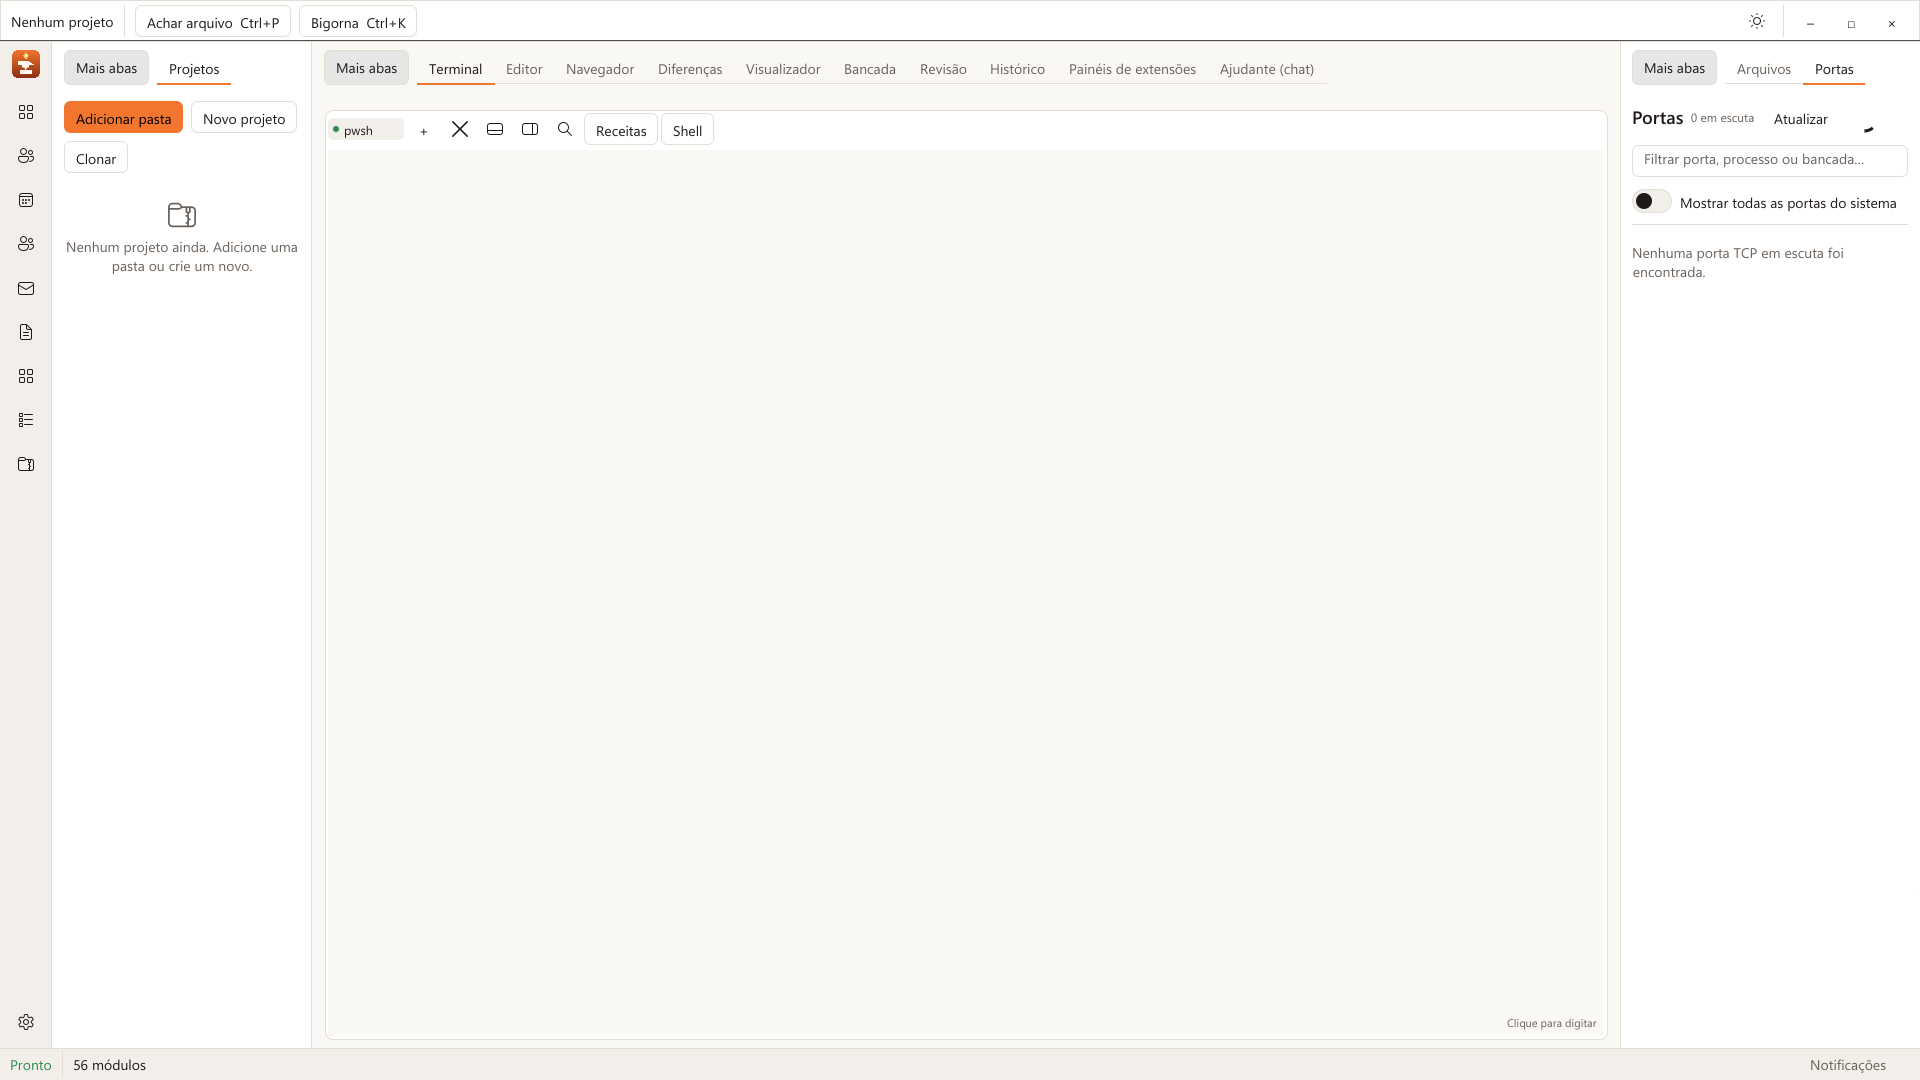 Nenhum projeto
Achar arquivo Ctrl+P
Bigorna Ctrl+K
Mais abas
Projetos
Adicionar pasta
Novo projeto
Clonar
Nenhum projeto ainda. Adicione uma
pasta ou crie um novo.
Mais abas
Terminal
Editor
Navegador
Diferenças
Visualizador
Bancada
Revisão
Histórico
Painéis de extensões
Ajudante (chat)
pwsh
+
Receitas
Shell
Clique para digitar
Mais abas
Arquivos
Portas
Portas
0 em escuta
Atualizar
Filtrar porta, processo ou bancada...
Mostrar todas as portas do sistema
Nenhuma porta TCP em escuta foi
encontrada.
Pronto
56 módulos
Notificações